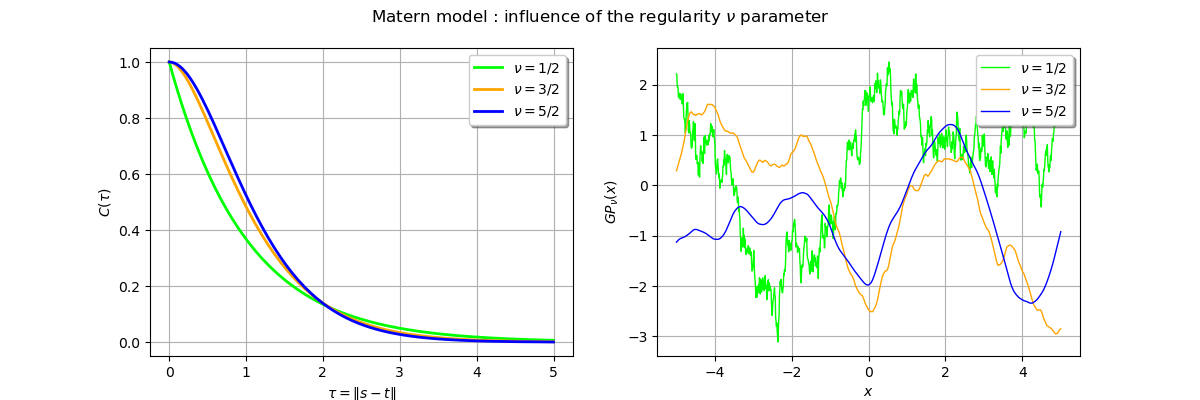 Matern model : influence of the regularity ν parameter
1.0
0.8
0.6
0.4
0.2
0.0
C(τ)
0 1 2 3 4 5
τ = ‖s − t‖
ν = 1/2
ν = 3/2
ν = 5/2
2
1
0
−1
−2
−3
GPν(x)
−4 −2 0 2 4
x
ν = 1/2
ν = 3/2
ν = 5/2